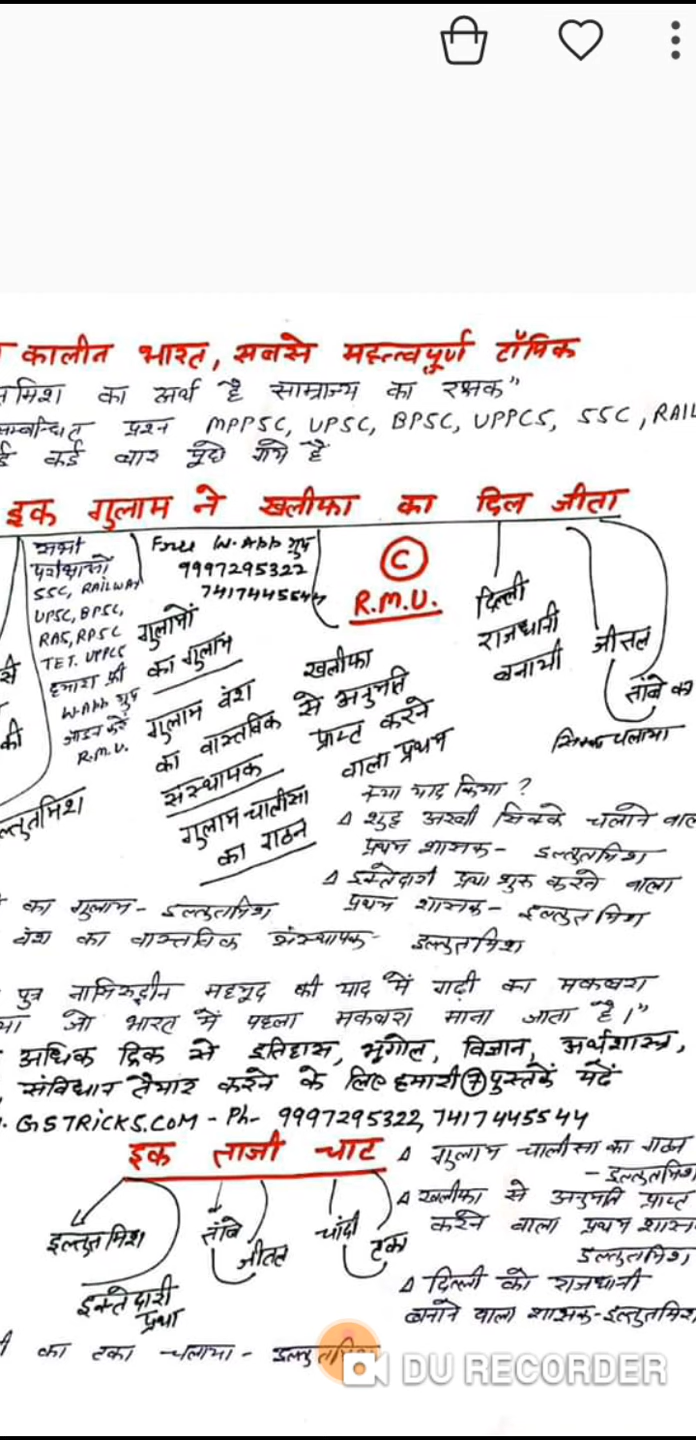 कालीन भारत, सबसे महत्त्वपूर्ण टॉपिक
तमिश का अर्थ है साम्राज्य का रक्षक"
सम्बन्धित प्रश्न MPPSC, UPSC, BPSC, UPPCS, SSC, RAIL
कई बार पूछे गये हैं
इक गुलाम ने खलीफा का दिल जीता
सभी
परीक्षाओं
SSC, RAILWAY
UPSC, BPSC,
RAS, RPSC
TET. UPPCS
हमारा फ्री
W.App ग्रुप
जॉइन करें
R.M.U.
Free W.App ग्रुप
9997295322
7417445544
©
R.M.U.
से
की
ल्तुतमिश
गुलामों
का गुलाम
गुलाम वंश
का वास्तविक
संस्थापक
गुलाम चालीसा
का गठन
खलीफा
से अनुमति
प्राप्त करने
वाला प्रथम
दिल्ली
राजधानी
बनायी
जीतल
तांबे का
सिक्का चलाया
क्या याद किया ?
∆ शुद्ध अरबी सिक्के चलाने वाल
प्रथम शासक- इल्तुतमिश
∆ इक्तेदारी प्रथा शुरू करने वाला
प्रथम शासक- इल्तुतमिश
का गुलाम- इल्तुतमिश
वंश का वास्तविक संस्थापक- इल्तुतमिश
पुत्र नासिरुद्दीन महमूद की याद में गढ़ी का मकबरा
या जो भारत में पहला मकबरा माना जाता है।"
अधिक ट्रिक से इतिहास, भूगोल, विज्ञान, अर्थशास्त्र,
संविधान तैयार करने के लिए हमारी ⑦ पुस्तकें पढें
. GSTRICKS.COM - Ph- 9997295322, 7417445544
इक ताजी चाट
इल्तुतमिश
इक्तेदारी
प्रथा
तांबे
जीतल
चांदी
टका
∆ गुलाम चालीसा का गठन
- इल्तुतमिश
∆ खलीफा से अनुमति प्राप्त
करने वाला प्रथम शास
इल्तुतमिश,
∆ दिल्ली को राजधानी
बनाने वाला शासक-इल्तुतमिश
का टका चलाया- इल्तुतमिश
DU RECORDER